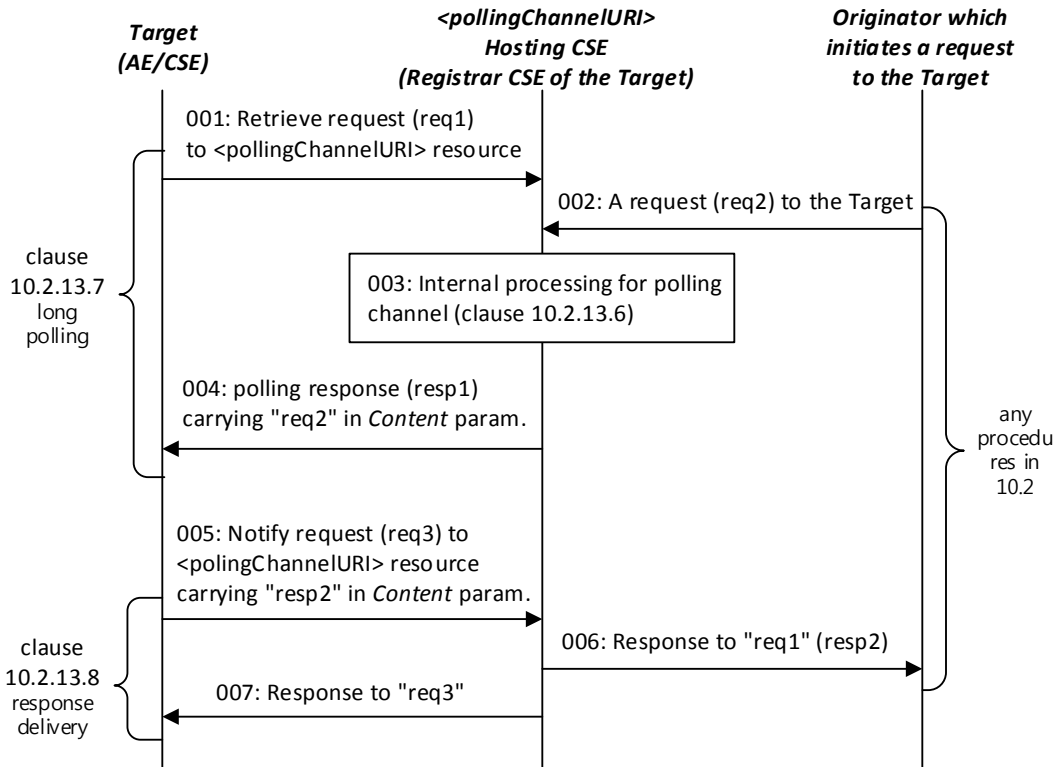 Target
(AE/CSE)
<pollingChannelURI>
Hosting CSE
(Registrar CSE of the Target)
Originator which
initiates a request
to the Target
001: Retrieve request (req1)
to <pollingChannelURI> resource
002: A request (req2) to the Target
clause
10.2.13.7
long
polling
003: Internal processing for polling
channel (clause 10.2.13.6)
004: polling response (resp1)
carrying "req2" in Content param.
any
procedu
res in
10.2
005: Notify request (req3) to
<polingChannelURI> resource
carrying "resp2" in Content param.
clause
10.2.13.8
response
delivery
006: Response to "req1" (resp2)
007: Response to "req3"